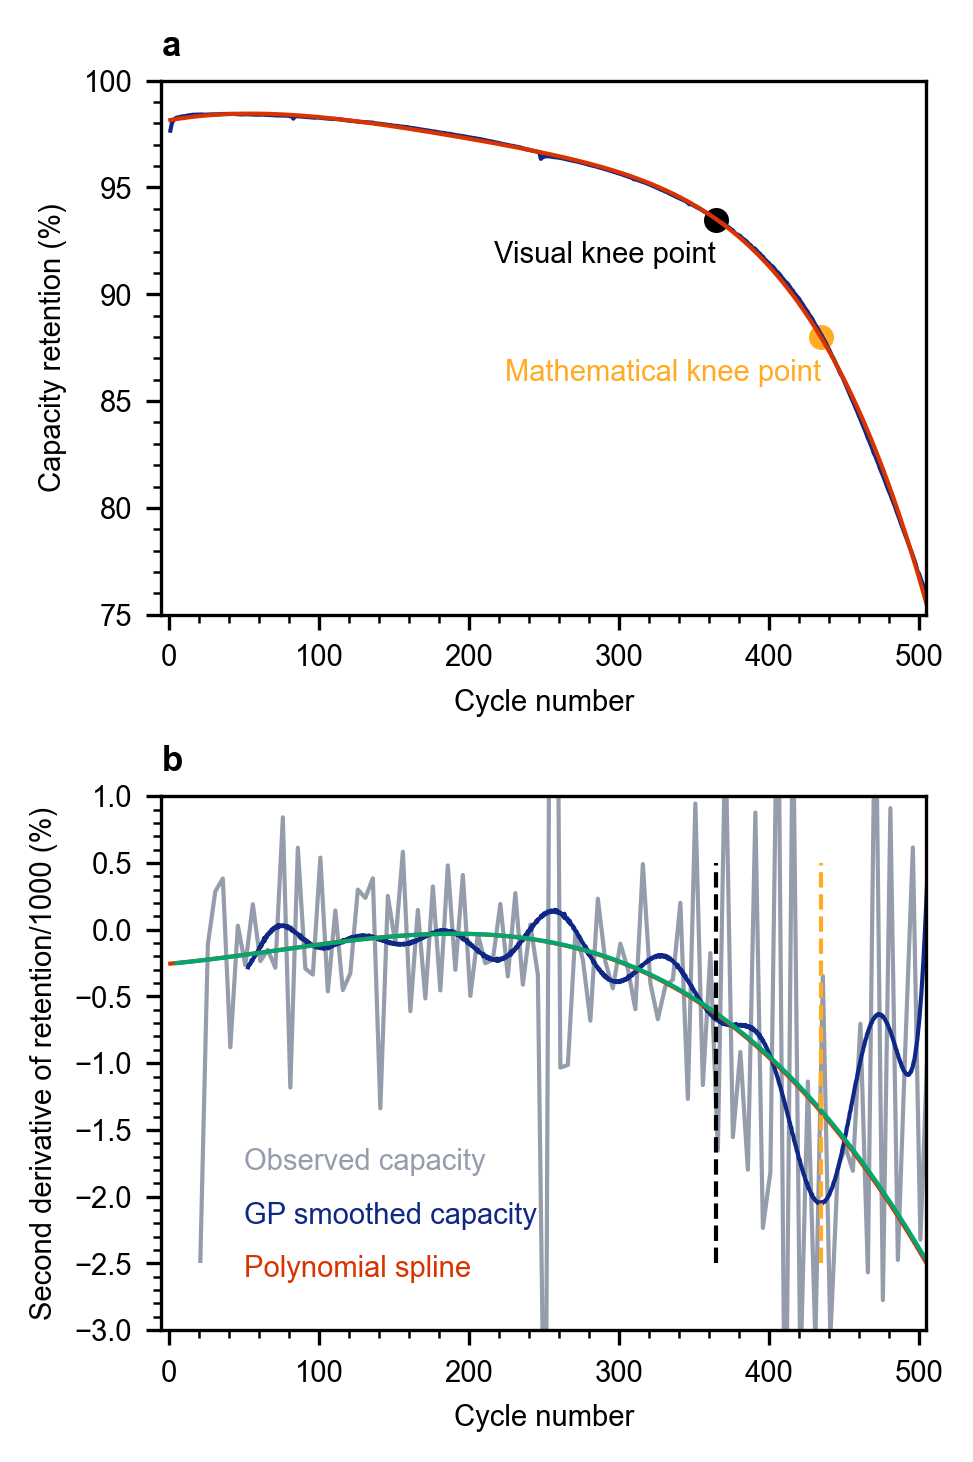 a
Capacity retention (%)
100
95
90
85
80
75
Visual knee point
Mathematical knee point
0 100 200 300 400 500
Cycle number
b
Second derivative of retention/1000 (%)
1.0
0.5
0.0
−0.5
−1.0
−1.5
−2.0
−2.5
−3.0
Observed capacity
GP smoothed capacity
Polynomial spline
0 100 200 300 400 500
Cycle number